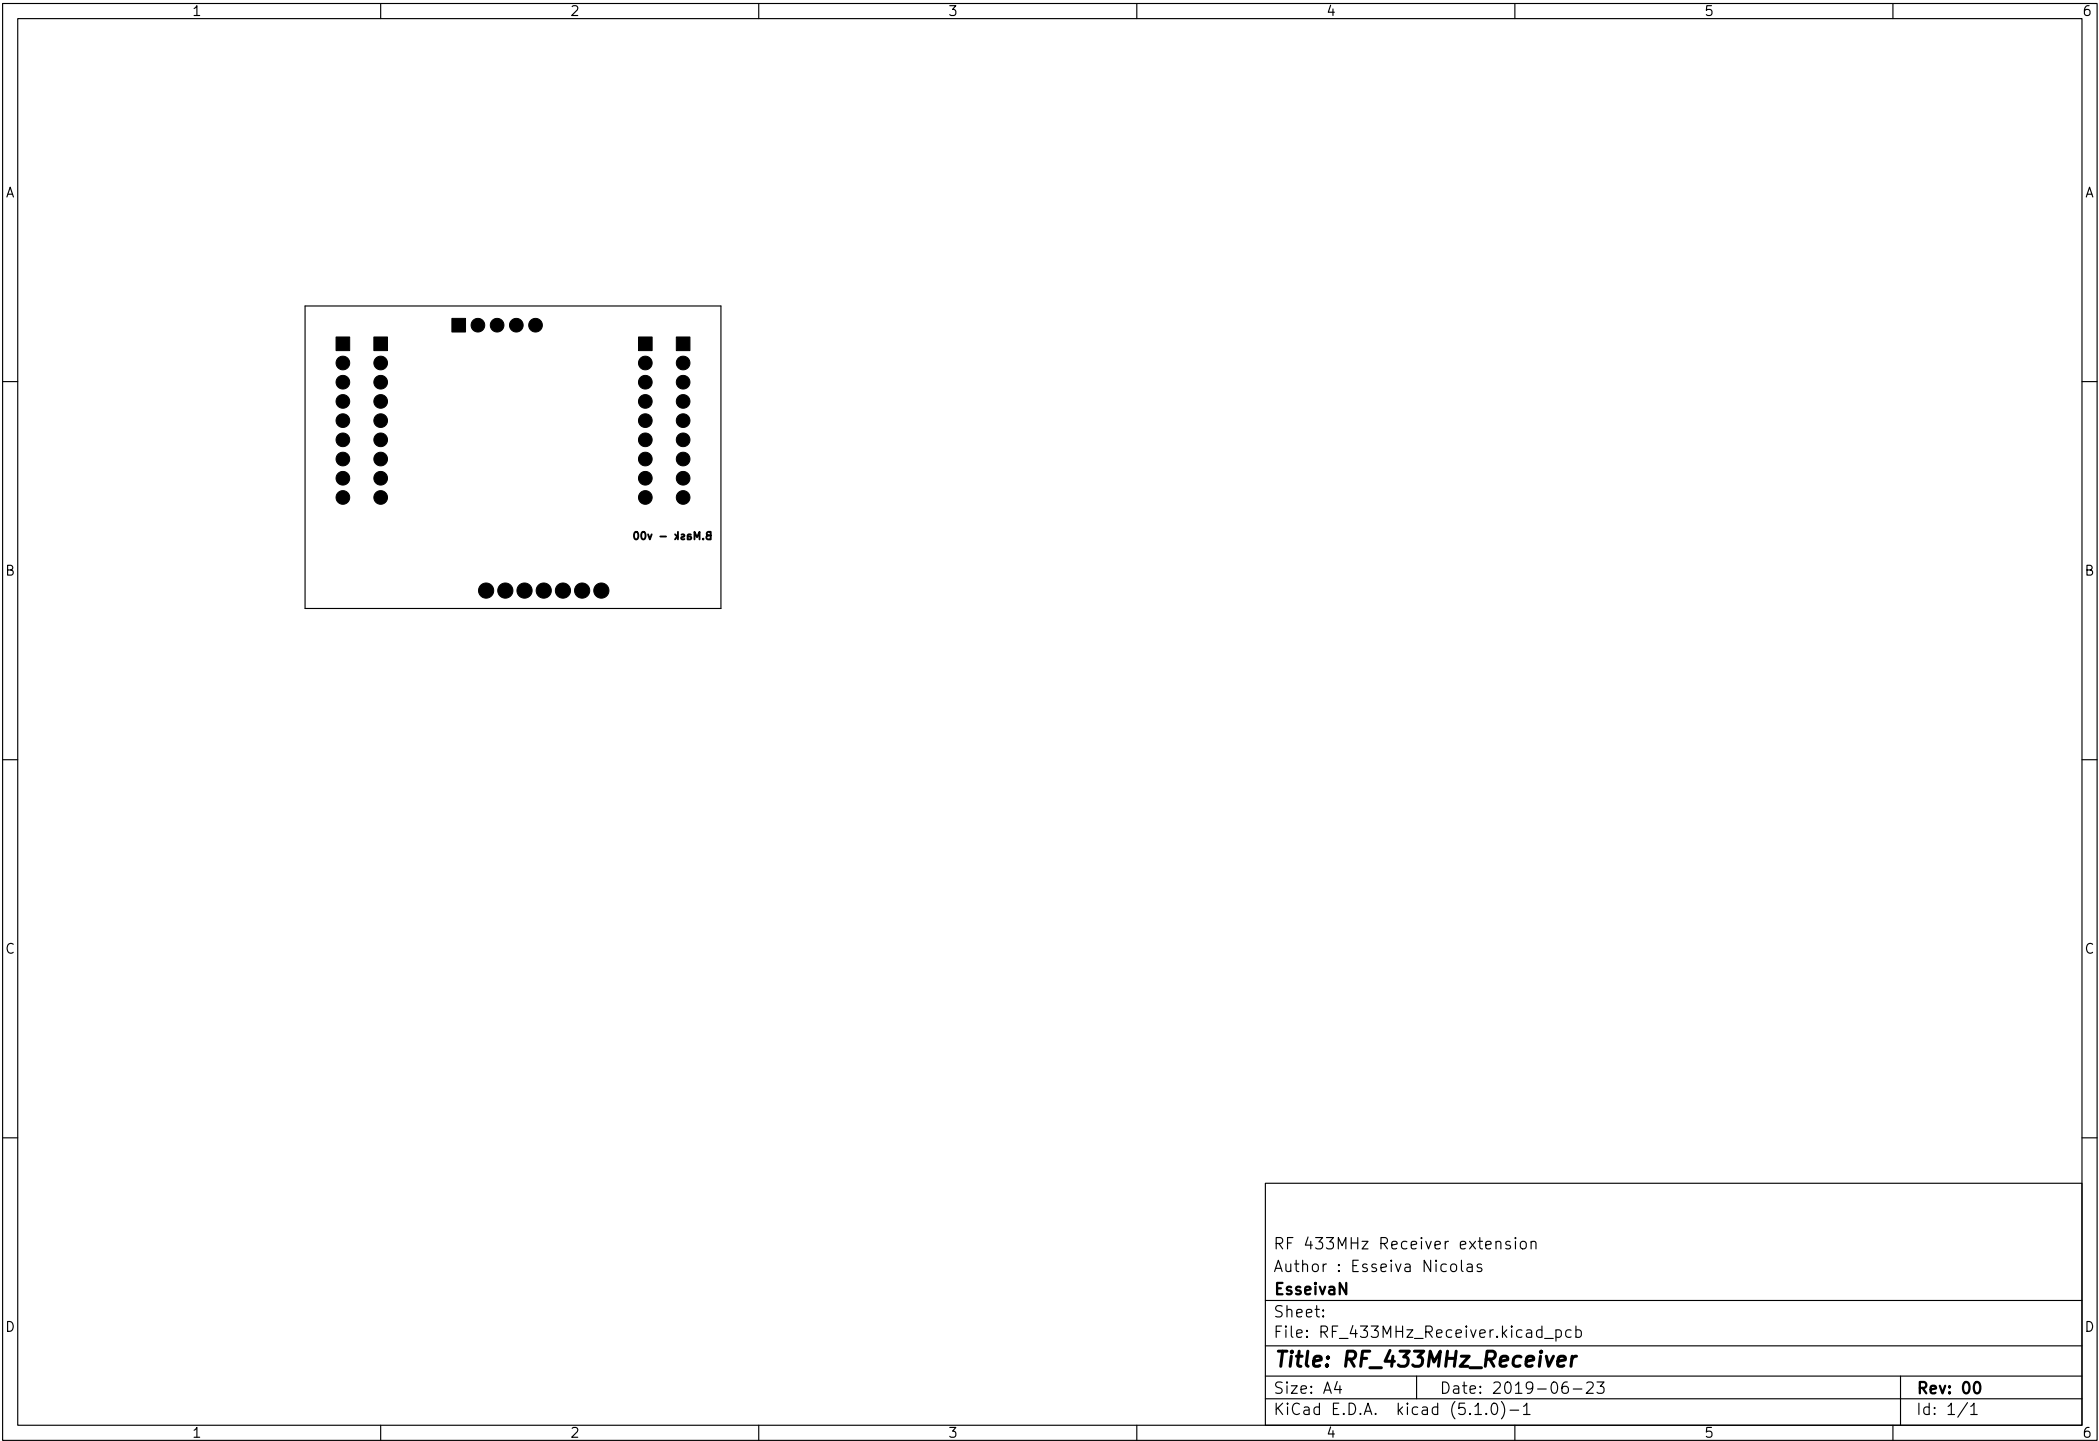 1 2 3 4 5 6
A A
B.Mask - v00
B B
C C
RF 433MHz Receiver extension
Author : Esseiva Nicolas
EsseivaN
Sheet:
D D
File: RF_433MHz_Receiver.kicad_pcb
Title: RF_433MHz_Receiver
Size: A4 Date: 2019-06-23 Rev: 00
KiCad E.D.A. kicad (5.1.0)-1 Id: 1/1
1 2 3 4 5 6